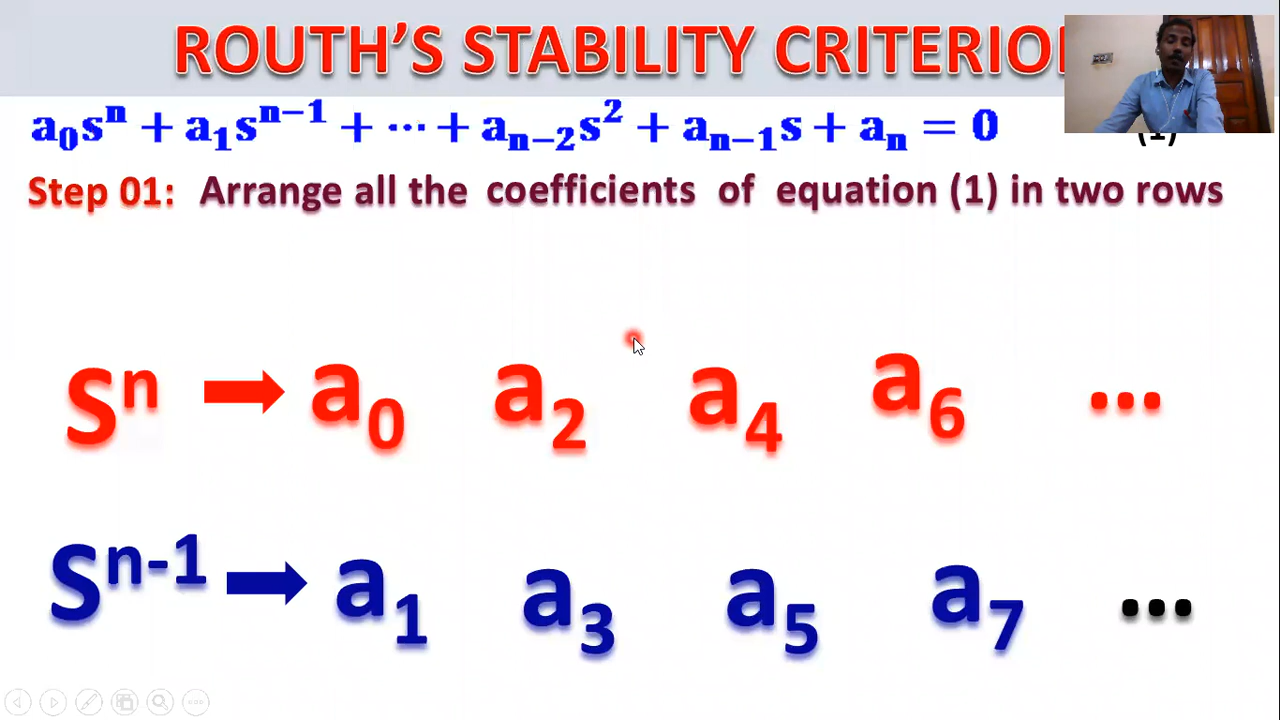 ROUTH'S STABILITY CRITERIO
a₀sⁿ + a₁sⁿ⁻¹ + ⋯ + aₙ₋₂s² + aₙ₋₁s + aₙ = 0 (1)
Step 01: Arrange all the coefficients of equation (1) in two rows
Sⁿ → a₀ a₂ a₄ a₆ ...
Sⁿ⁻¹ → a₁ a₃ a₅ a₇ ...